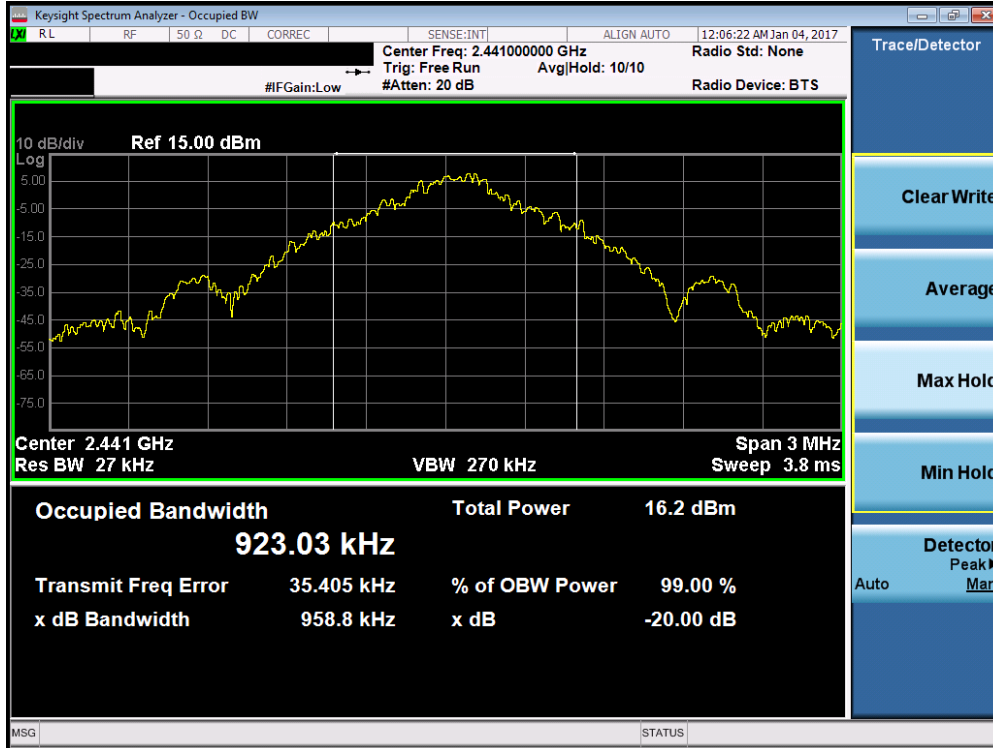 Keysight Spectrum Analyzer - Occupied BW
LXI RL RF 50 Ω DC CORREC SENSE:INT ALIGN AUTO 12:06:22 AM Jan 04, 2017
Center Freq: 2.441000000 GHz Radio Std: None
Trig: Free Run Avg|Hold: 10/10
#IFGain:Low #Atten: 20 dB Radio Device: BTS
10 dB/div Ref 15.00 dBm
Log
5.00
-5.00
-15.0
-25.0
-35.0
-45.0
-55.0
-65.0
-75.0
Center 2.441 GHz Span 3 MHz
Res BW 27 kHz VBW 270 kHz Sweep 3.8 ms
Occupied Bandwidth Total Power 16.2 dBm
923.03 kHz
Transmit Freq Error 35.405 kHz % of OBW Power 99.00 %
x dB Bandwidth 958.8 kHz x dB -20.00 dB
MSG STATUS
Trace/Detector
Clear Write
Average
Max Hold
Min Hold
Detector
Peak▶
Auto Man